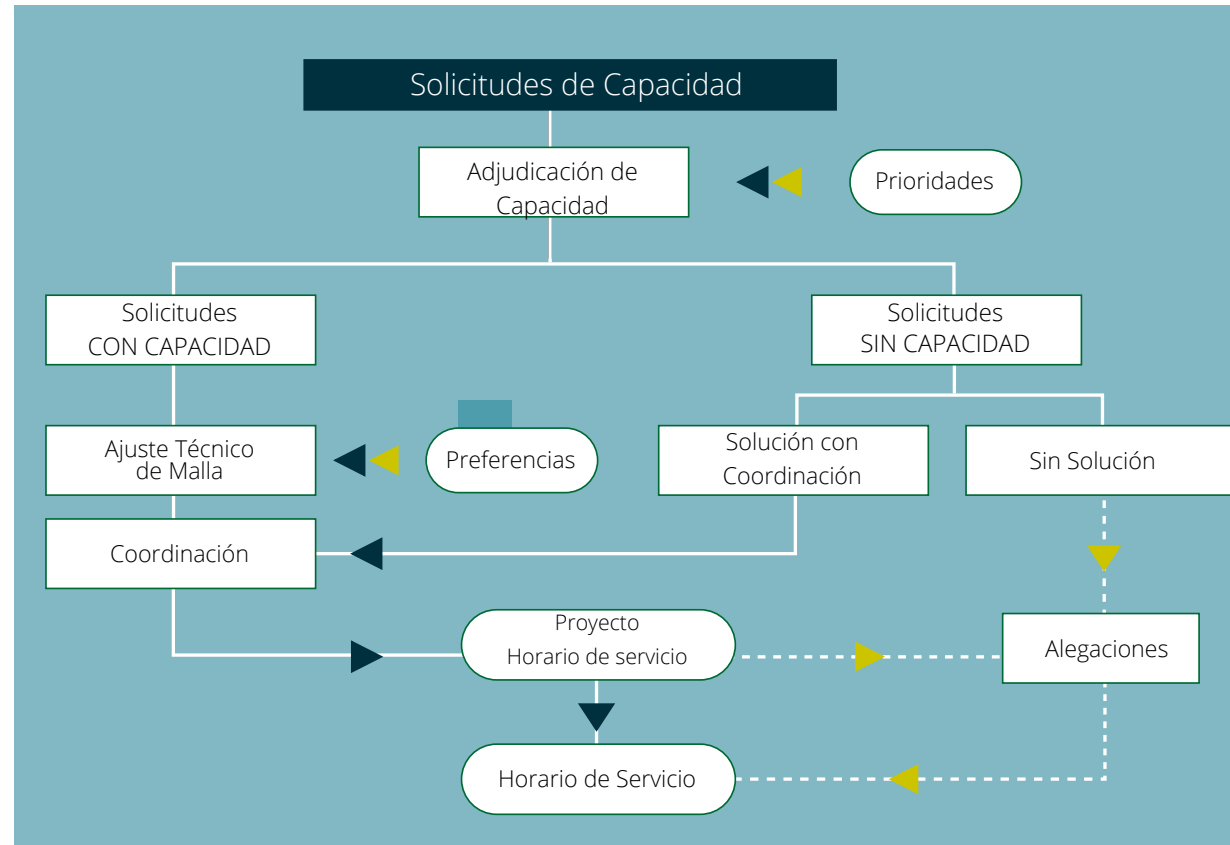 Solicitudes de Capacidad
Adjudicación de
Capacidad
Prioridades
Solicitudes
CON CAPACIDAD
Solicitudes
SIN CAPACIDAD
Ajuste Técnico
de Malla
Preferencias
Solución con
Coordinación
Sin Solución
Coordinación
Proyecto
Horario de servicio
Alegaciones
Horario de Servicio